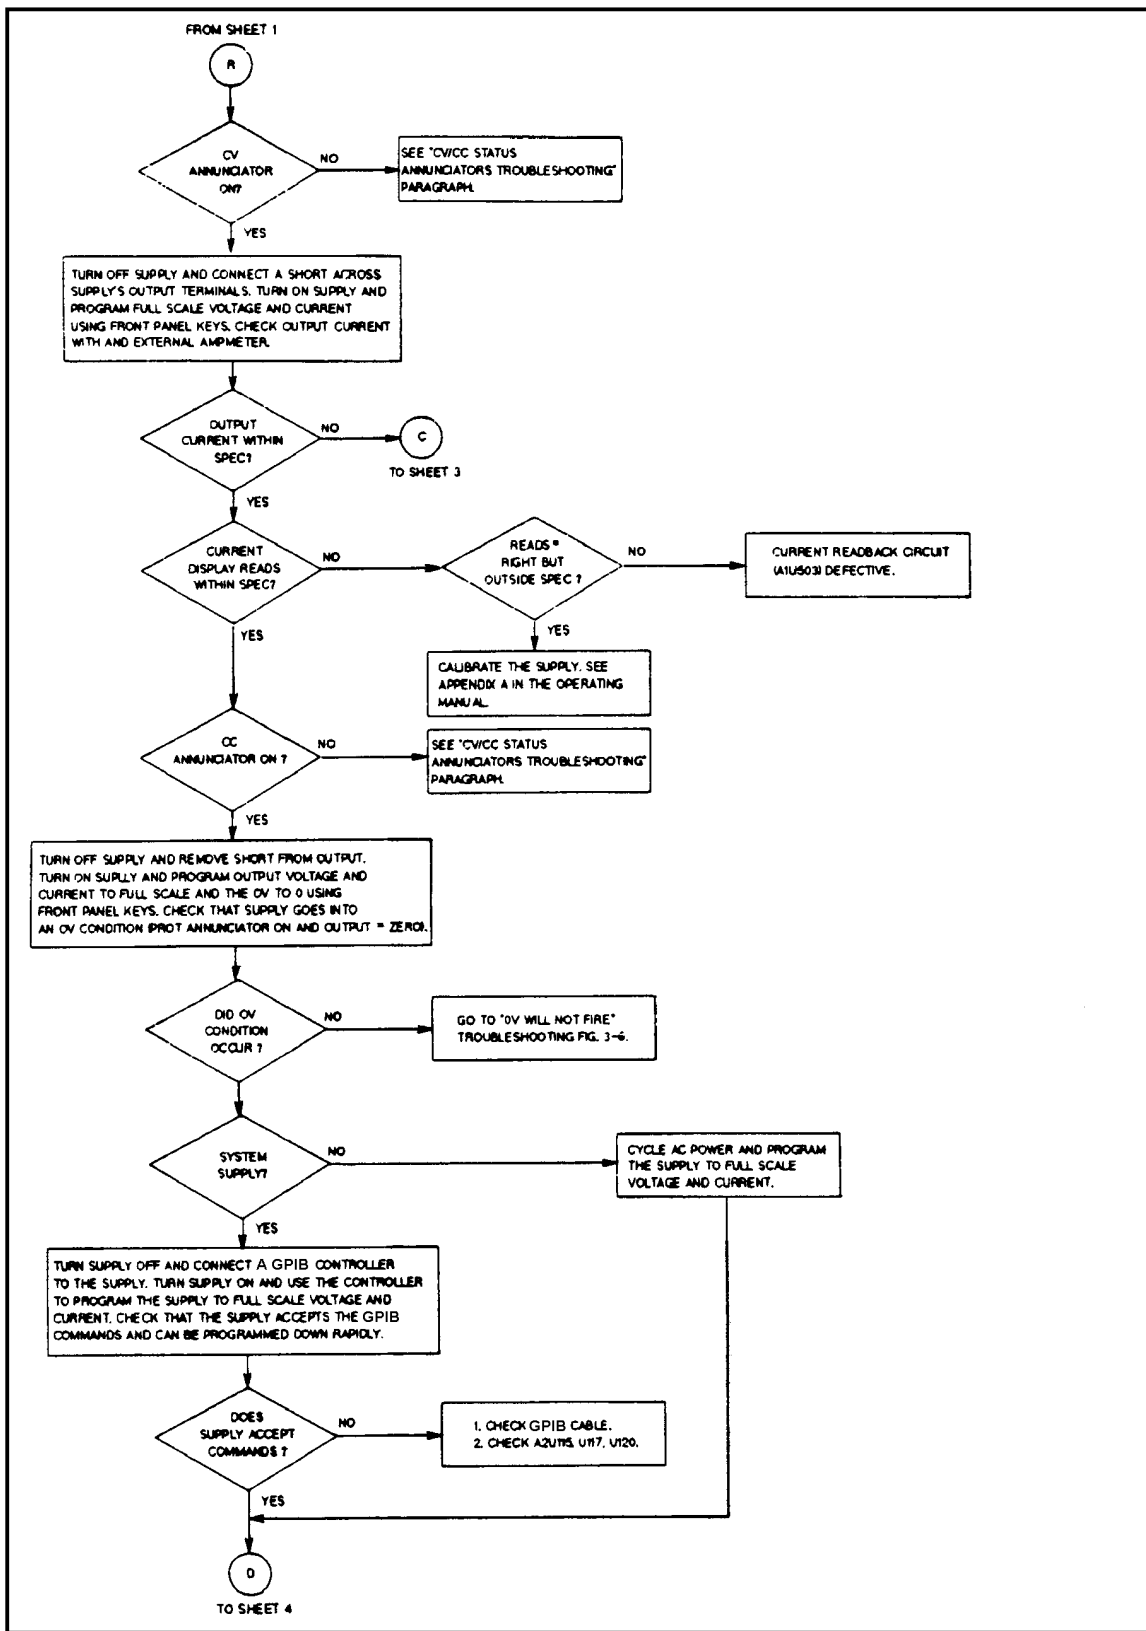 FROM SHEET 1
R
CV
ANNUNCIATOR
ON?
NO
SEE "CV/CC STATUS
ANNUNCIATORS TROUBLESHOOTING"
PARAGRAPH.
YES
TURN OFF SUPPLY AND CONNECT A SHORT ACROSS
SUPPLY'S OUTPUT TERMINALS. TURN ON SUPPLY AND
PROGRAM FULL SCALE VOLTAGE AND CURRENT
USING FRONT PANEL KEYS. CHECK OUTPUT CURRENT
WITH AND EXTERNAL AMPMETER.
OUTPUT
CURRENT WITHIN
SPEC?
NO
C
TO SHEET 3
YES
CURRENT
DISPLAY READS
WITHIN SPEC?
NO
READS "
RIGHT BUT
OUTSIDE SPEC ?
NO
CURRENT READBACK CIRCUIT
(A1U503) DEFECTIVE.
YES
YES
CALIBRATE THE SUPPLY. SEE
APPENDIX A IN THE OPERATING
MANUAL.
CC
ANNUNCIATOR ON ?
NO
SEE "CV/CC STATUS
ANNUNCIATORS TROUBLESHOOTING"
PARAGRAPH.
YES
TURN OFF SUPPLY AND REMOVE SHORT FROM OUTPUT.
TURN ON SUPLLY AND PROGRAM OUTPUT VOLTAGE AND
CURRENT TO FULL SCALE AND THE OV TO 0 USING
FRONT PANEL KEYS. CHECK THAT SUPPLY GOES INTO
AN OV CONDITION (PROT ANNUNCIATOR ON AND OUTPUT = ZERO).
DID OV
CONDITION
OCCUR ?
NO
GO TO "OV WILL NOT FIRE"
TROUBLESHOOTING FIG. 3-6.
SYSTEM
SUPPLY?
NO
CYCLE AC POWER AND PROGRAM
THE SUPPLY TO FULL SCALE
VOLTAGE AND CURRENT.
YES
TURN SUPPLY OFF AND CONNECT A GPIB CONTROLLER
TO THE SUPPLY. TURN SUPPLY ON AND USE THE CONTROLLER
TO PROGRAM THE SUPPLY TO FULL SCALE VOLTAGE AND
CURRENT. CHECK THAT THE SUPPLY ACCEPTS THE GPIB
COMMANDS AND CAN BE PROGRAMMED DOWN RAPIDLY.
DOES
SUPPLY ACCEPT
COMMANDS ?
NO
1. CHECK GPIB CABLE.
2. CHECK A2U115, U117, U120.
YES
D
TO SHEET 4